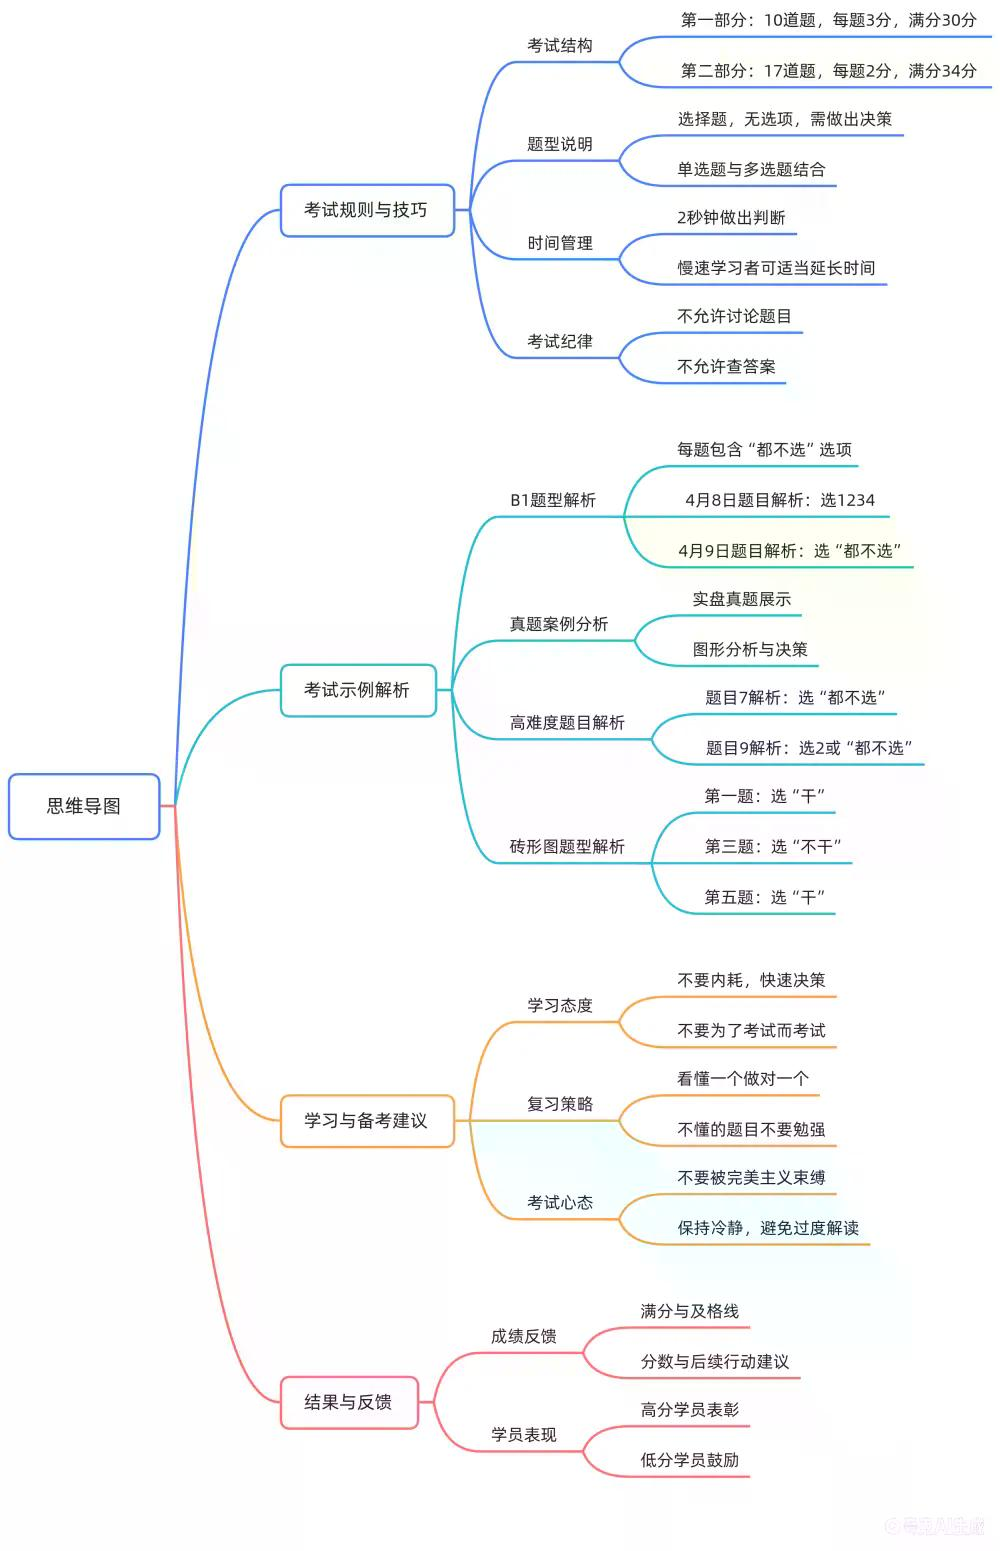 思维导图
考试规则与技巧
考试结构
第一部分：10道题，每题3分，满分30分
第二部分：17道题，每题2分，满分34分
题型说明
选择题，无选项，需做出决策
单选题与多选题结合
时间管理
2秒钟做出判断
慢速学习者可适当延长时间
考试纪律
不允许讨论题目
不允许查答案
考试示例解析
B1题型解析
每题包含“都不选”选项
4月8日题目解析：选1234
4月9日题目解析：选“都不选”
真题案例分析
实盘真题展示
图形分析与决策
高难度题目解析
题目7解析：选“都不选”
题目9解析：选2或“都不选”
砖形图题型解析
第一题：选“干”
第三题：选“不干”
第五题：选“干”
学习与备考建议
学习态度
不要内耗，快速决策
不要为了考试而考试
复习策略
看懂一个做对一个
不懂的题目不要勉强
考试心态
不要被完美主义束缚
保持冷静，避免过度解读
结果与反馈
成绩反馈
满分与及格线
分数与后续行动建议
学员表现
高分学员表彰
低分学员鼓励
AI生成